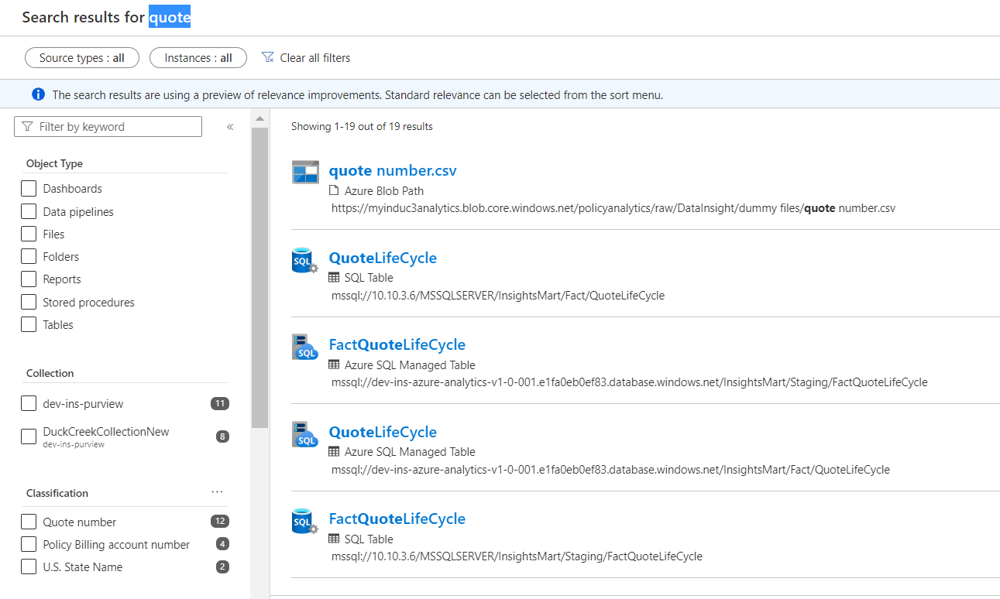 Search results for quote
Source types : all
Instances : all
Clear all filters
The search results are using a preview of relevance improvements. Standard relevance can be selected from the sort menu.
Filter by keyword
«
Object Type
Dashboards
Data pipelines
Files
Folders
Reports
Stored procedures
Tables
Collection
dev-ins-purview 11
DuckCreekCollectionNew 8
dev-ins-purview
Classification ...
Quote number 12
Policy Billing account number 4
U.S. State Name 2
Showing 1-19 out of 19 results
quote number.csv
Azure Blob Path
https://myinduc3analytics.blob.core.windows.net/policyanalytics/raw/DataInsight/dummy files/quote number.csv
SQL
QuoteLifeCycle
SQL Table
mssql://10.10.3.6/MSSQLSERVER/InsightsMart/Fact/QuoteLifeCycle
SQL
FactQuoteLifeCycle
Azure SQL Managed Table
mssql://dev-ins-azure-analytics-v1-0-001.e1fa0eb0ef83.database.windows.net/InsightsMart/Staging/FactQuoteLifeCycle
SQL
QuoteLifeCycle
Azure SQL Managed Table
mssql://dev-ins-azure-analytics-v1-0-001.e1fa0eb0ef83.database.windows.net/InsightsMart/Fact/QuoteLifeCycle
SQL
FactQuoteLifeCycle
SQL Table
mssql://10.10.3.6/MSSQLSERVER/InsightsMart/Staging/FactQuoteLifeCycle